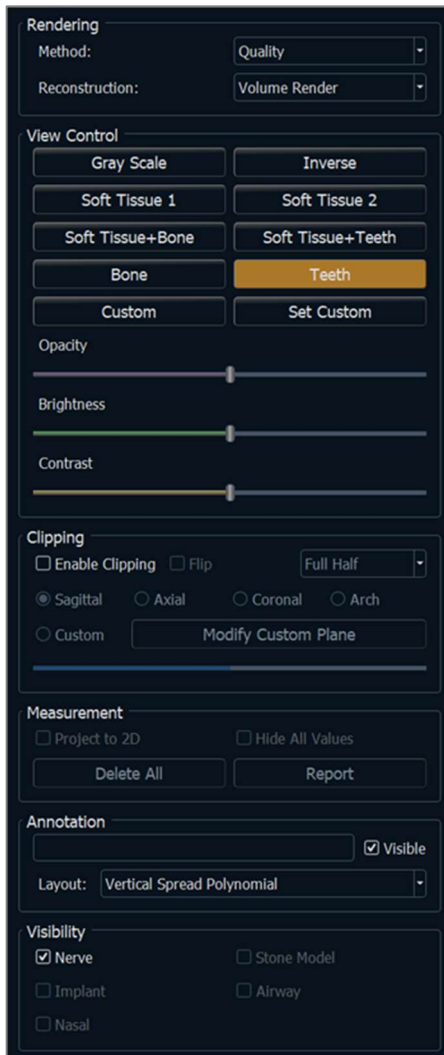 Rendering
Method: Quality
Reconstruction: Volume Render
View Control
Gray Scale Inverse
Soft Tissue 1 Soft Tissue 2
Soft Tissue+Bone Soft Tissue+Teeth
Bone Teeth
Custom Set Custom
Opacity
Brightness
Contrast
Clipping
Enable Clipping Flip Full Half
Sagittal Axial Coronal Arch
Custom Modify Custom Plane
Measurement
Project to 2D Hide All Values
Delete All Report
Annotation
Visible
Layout: Vertical Spread Polynomial
Visibility
Nerve Stone Model
Implant Airway
Nasal